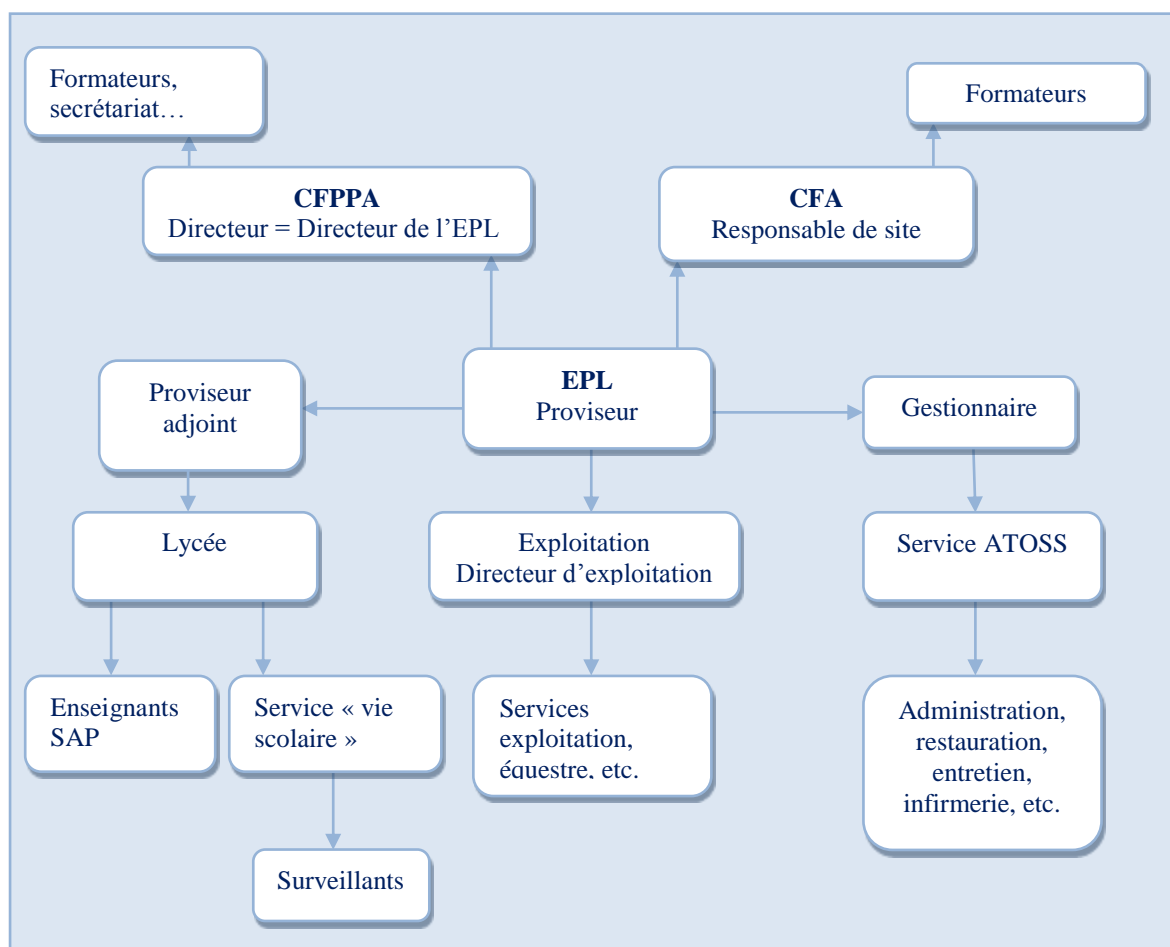 Formateurs,
secrétariat…
Formateurs
CFPPA
Directeur = Directeur de l’EPL
CFA
Responsable de site
EPL
Proviseur
Proviseur
adjoint
Gestionnaire
Lycée
Exploitation
Directeur d’exploitation
Service ATOSS
Enseignants
SAP
Service « vie
scolaire »
Services
exploitation,
équestre, etc.
Administration,
restauration,
entretien,
infirmerie, etc.
Surveillants